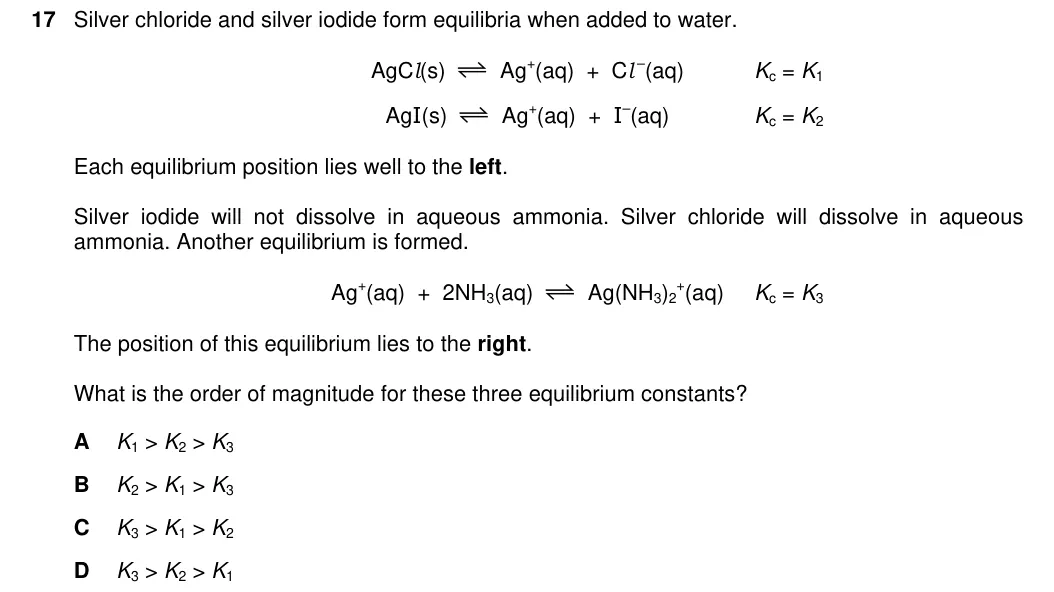 17 Silver chloride and silver iodide form equilibria when added to water.
AgCl(s) ⇌ Ag⁺(aq) + Cl⁻(aq) Kc = K₁
AgI(s) ⇌ Ag⁺(aq) + I⁻(aq) Kc = K₂
Each equilibrium position lies well to the left.
Silver iodide will not dissolve in aqueous ammonia. Silver chloride will dissolve in aqueous
ammonia. Another equilibrium is formed.
Ag⁺(aq) + 2NH₃(aq) ⇌ Ag(NH₃)₂⁺(aq) Kc = K₃
The position of this equilibrium lies to the right.
What is the order of magnitude for these three equilibrium constants?
A K₁ > K₂ > K₃
B K₂ > K₁ > K₃
C K₃ > K₁ > K₂
D K₃ > K₂ > K₁